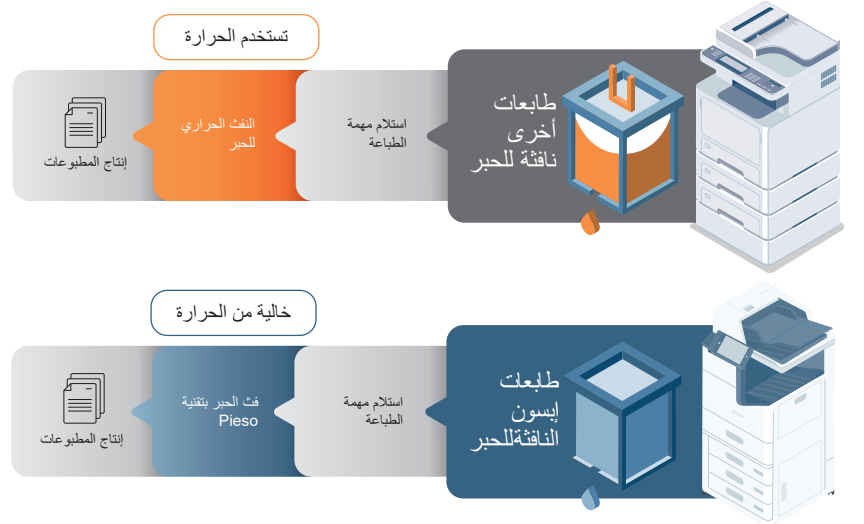 تستخدم الحرارة
طابعات
أخرى
نافثة للحبر
استلام مهمة
الطباعة
النفث الحراري
للحبر
إنتاج المطبوعات
خالية من الحرارة
طابعات
إبسون
النافثةللحبر
استلام مهمة
الطباعة
فث الحبر بتقنية
Pieso
إنتاج المطبوعات